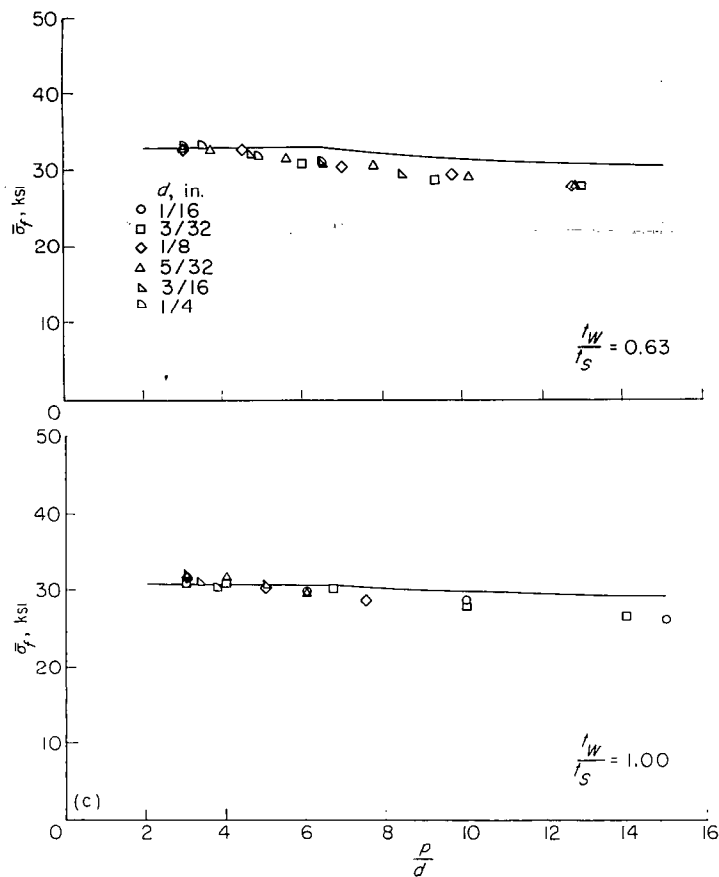 50
40
30
20
10
0
σ̄f, ksi
d, in.
○ 1/16
□ 3/32
◇ 1/8
△ 5/32
◺ 3/16
1/4
tW/tS = 0.63
50
40
30
20
10
0
σ̄f, ksi
(c)
tW/tS = 1.00
2 4 6 8 10 12 14 16
p/d